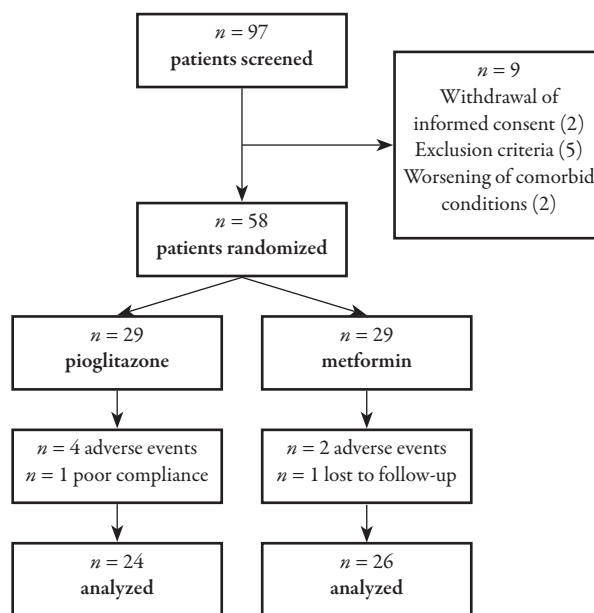 n = 97
patients screened
n = 9
Withdrawal of
informed consent (2)
Exclusion criteria (5)
Worsening of comorbid
conditions (2)
n = 58
patients randomized
n = 29
pioglitazone
n = 29
metformin
n = 4 adverse events
n = 1 poor compliance
n = 2 adverse events
n = 1 lost to follow-up
n = 24
analyzed
n = 26
analyzed